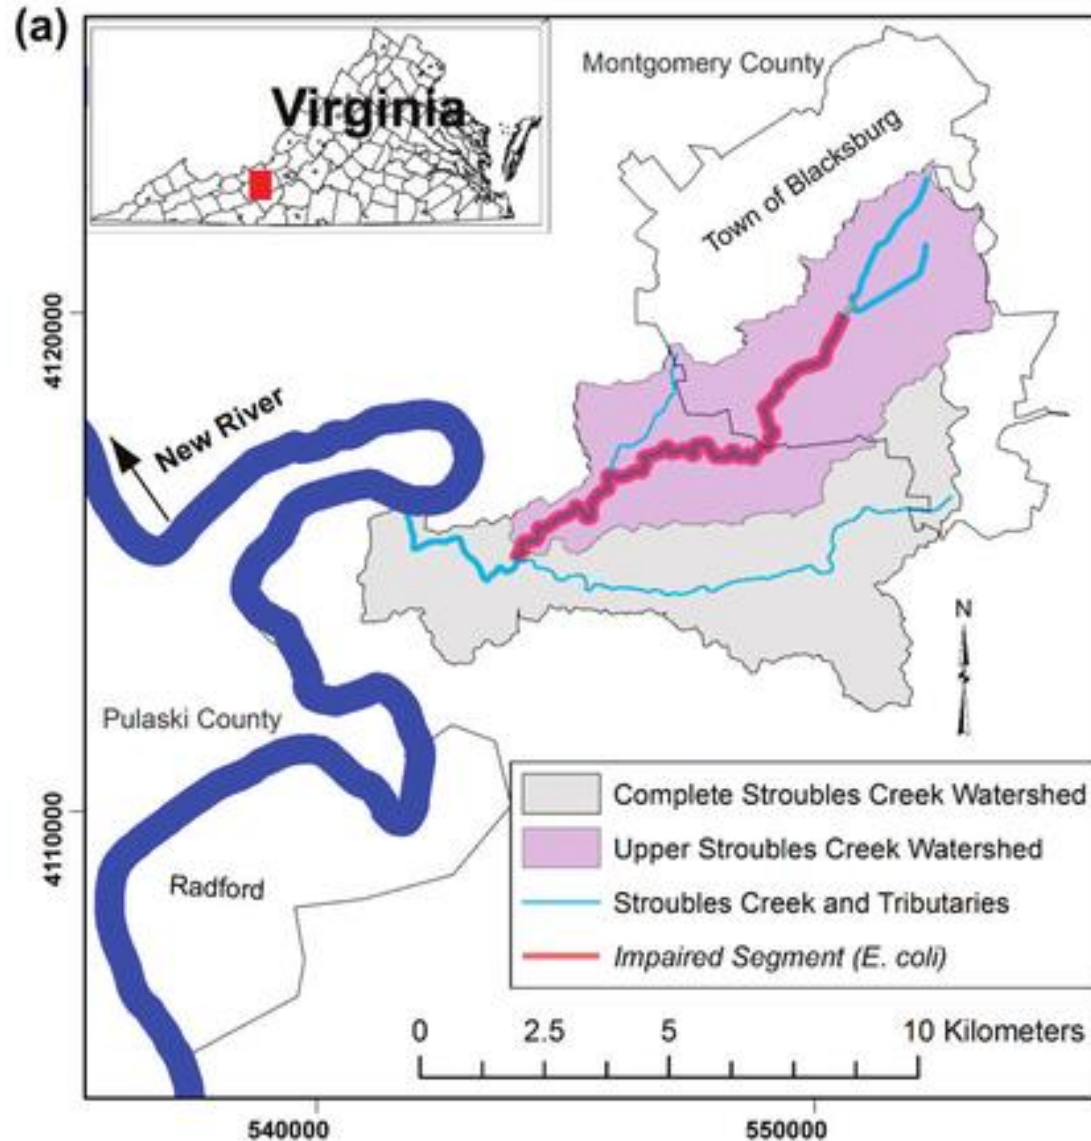 (a)
Virginia
Montgomery County
Town of Blacksburg
4120000
New River
N
Pulaski County
4110000
Radford
Complete Stroubles Creek Watershed
Upper Stroubles Creek Watershed
Stroubles Creek and Tributaries
Impaired Segment (E. coli)
0 2.5 5 10 Kilometers
540000 550000